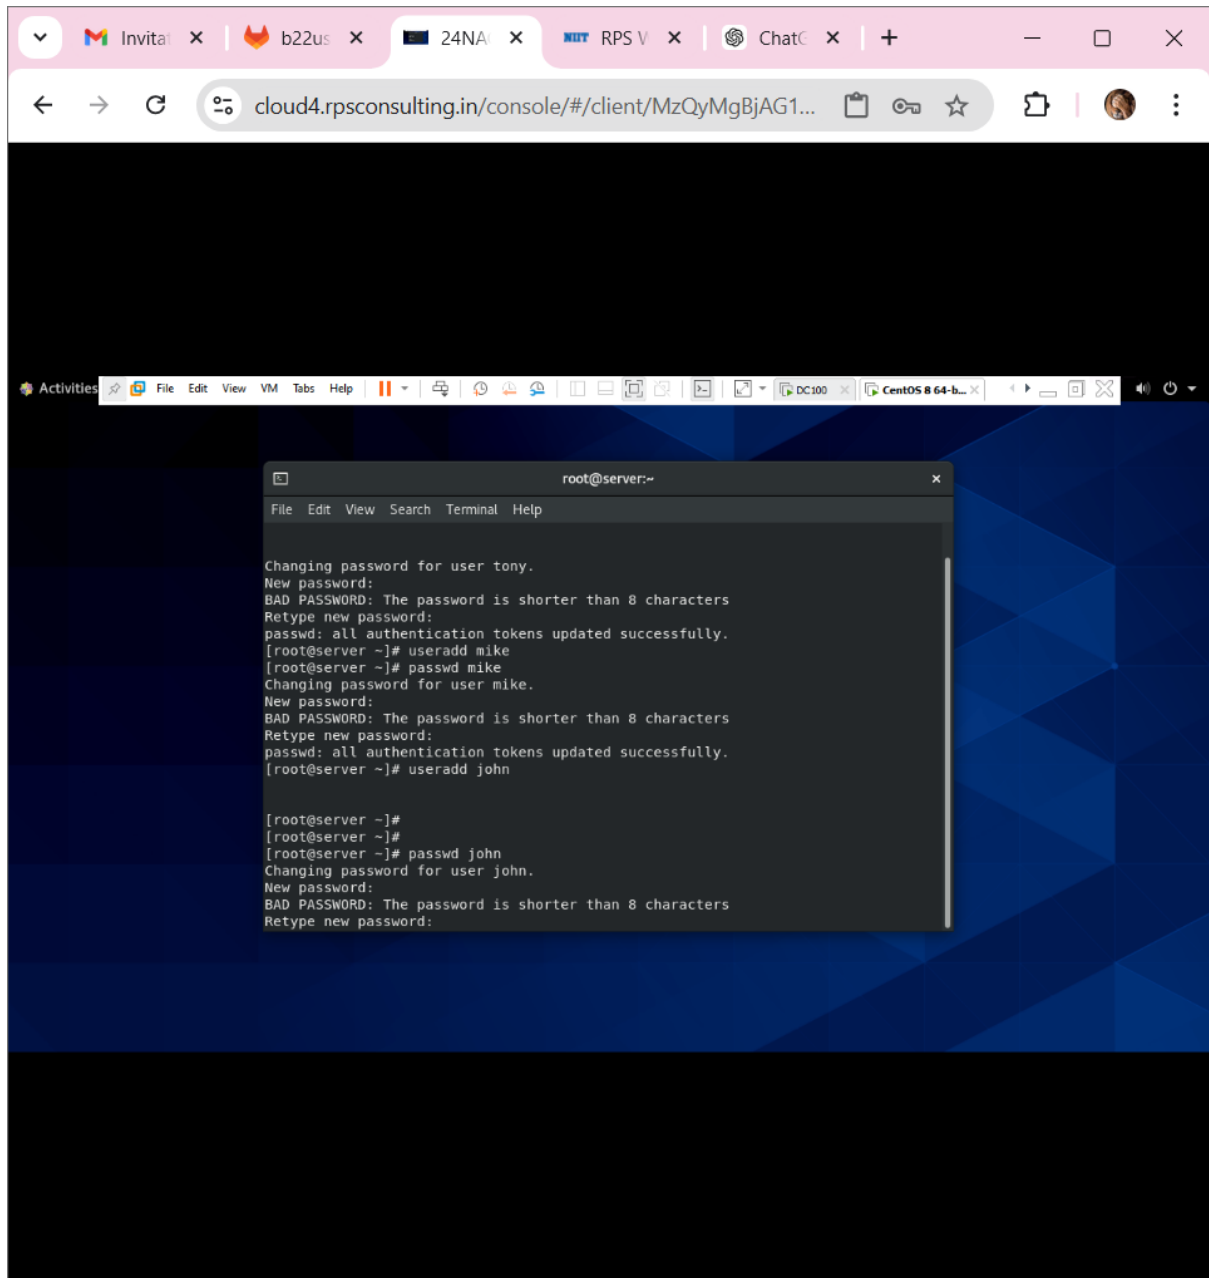 Invitat
b22us
24NA
NIIT RPS V
ChatG
cloud4.rpsconsulting.in/console/#/client/MzQyMgBjAG1...
Activities
File Edit View VM Tabs Help
DC100
CentOS 8 64-b...
root@server:~
File Edit View Search Terminal Help
Changing password for user tony.
New password:
BAD PASSWORD: The password is shorter than 8 characters
Retype new password:
passwd: all authentication tokens updated successfully.
[root@server ~]# useradd mike
[root@server ~]# passwd mike
Changing password for user mike.
New password:
BAD PASSWORD: The password is shorter than 8 characters
Retype new password:
passwd: all authentication tokens updated successfully.
[root@server ~]# useradd john
[root@server ~]#
[root@server ~]#
[root@server ~]# passwd john
Changing password for user john.
New password:
BAD PASSWORD: The password is shorter than 8 characters
Retype new password: